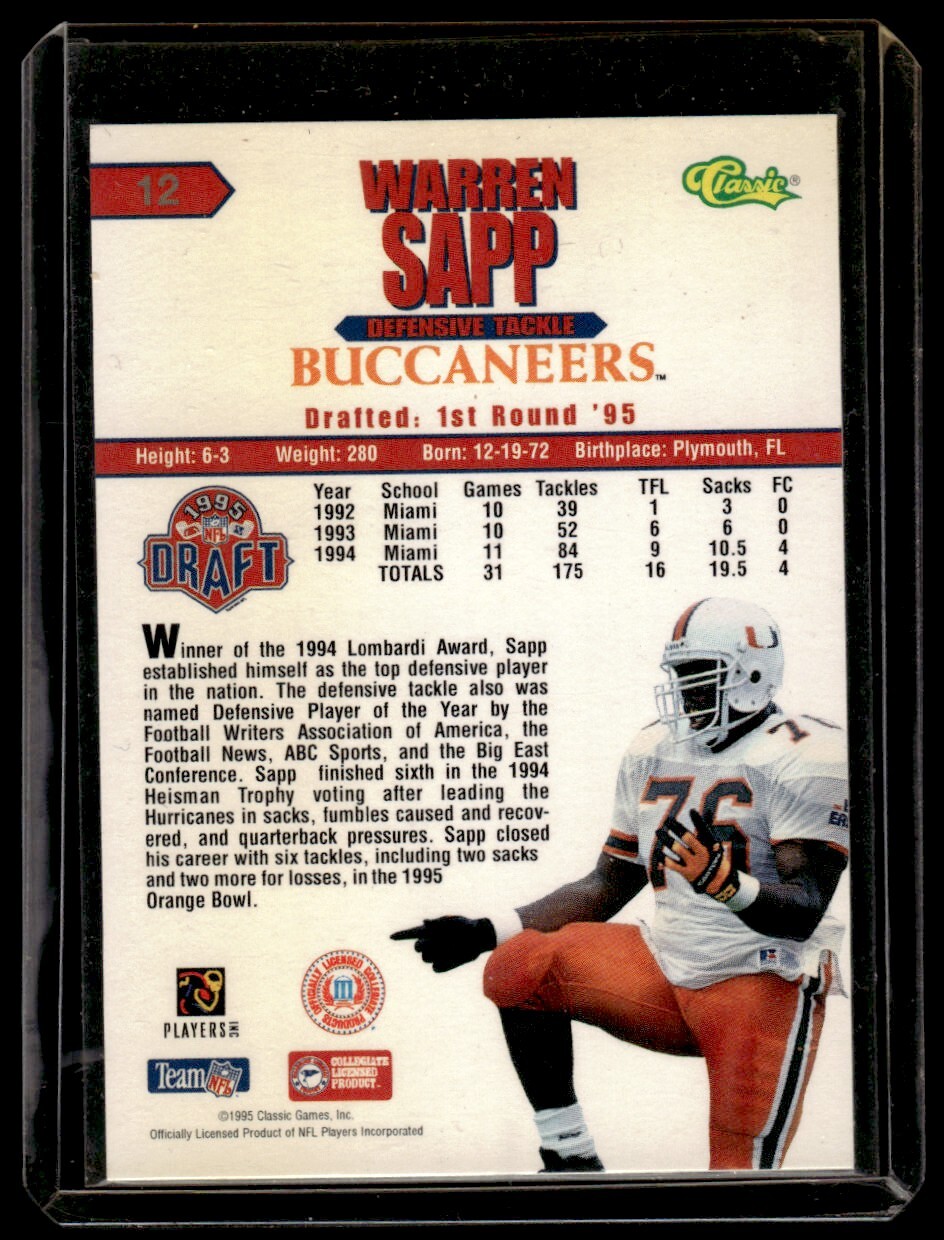 12
WARREN
SAPP
Classic®
DEFENSIVE TACKLE
BUCCANEERS™
Drafted: 1st Round '95
Height: 6-3 Weight: 280 Born: 12-19-72 Birthplace: Plymouth, FL
1995
NFL
DRAFT
Year School Games Tackles TFL Sacks FC
1992 Miami 10 39 1 3 0
1993 Miami 10 52 6 6 0
1994 Miami 11 84 9 10.5 4
TOTALS 31 175 16 19.5 4
Winner of the 1994 Lombardi Award, Sapp
established himself as the top defensive player
in the nation. The defensive tackle also was
named Defensive Player of the Year by the
Football Writers Association of America, the
Football News, ABC Sports, and the Big East
Conference. Sapp finished sixth in the 1994
Heisman Trophy voting after leading the
Hurricanes in sacks, fumbles caused and recov-
ered, and quarterback pressures. Sapp closed
his career with six tackles, including two sacks
and two more for losses, in the 1995
Orange Bowl.
U
76
76
PLAYERS INC
OFFICIALLY LICENSED COLLEGIATE PRODUCTS
Team NFL
COLLEGIATE
LICENSED
PRODUCT
©1995 Classic Games, Inc.
Officially Licensed Product of NFL Players Incorporated